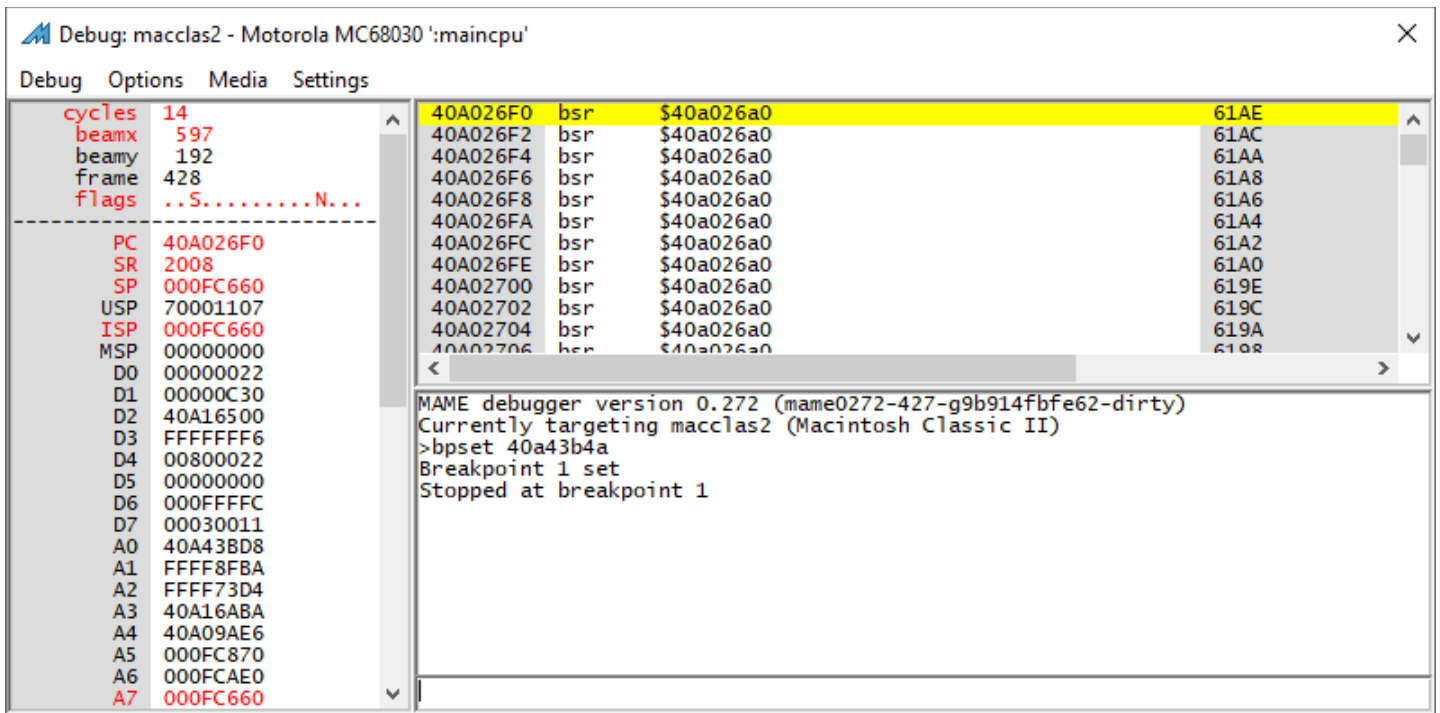 Debug: macclas2 - Motorola MC68030 ':maincpu'
Debug Options Media Settings
cycles 14
beamx 597
beamy 192
frame 428
flags ..S.........N...
-----------------------------
PC 40A026F0
SR 2008
SP 000FC660
USP 70001107
ISP 000FC660
MSP 00000000
D0 00000022
D1 00000C30
D2 40A16500
D3 FFFFFFF6
D4 00800022
D5 00000000
D6 000FFFFC
D7 00030011
A0 40A43BD8
A1 FFFF8FBA
A2 FFFF73D4
A3 40A16ABA
A4 40A09AE6
A5 000FC870
A6 000FCAE0
A7 000FC660
40A026F0 bsr $40a026a0 61AE
40A026F2 bsr $40a026a0 61AC
40A026F4 bsr $40a026a0 61AA
40A026F6 bsr $40a026a0 61A8
40A026F8 bsr $40a026a0 61A6
40A026FA bsr $40a026a0 61A4
40A026FC bsr $40a026a0 61A2
40A026FE bsr $40a026a0 61A0
40A02700 bsr $40a026a0 619E
40A02702 bsr $40a026a0 619C
40A02704 bsr $40a026a0 619A
40A02706 bsr $40a026a0 6198
MAME debugger version 0.272 (mame0272-427-g9b914fbfe62-dirty)
Currently targeting macclas2 (Macintosh Classic II)
>bpset 40a43b4a
Breakpoint 1 set
Stopped at breakpoint 1